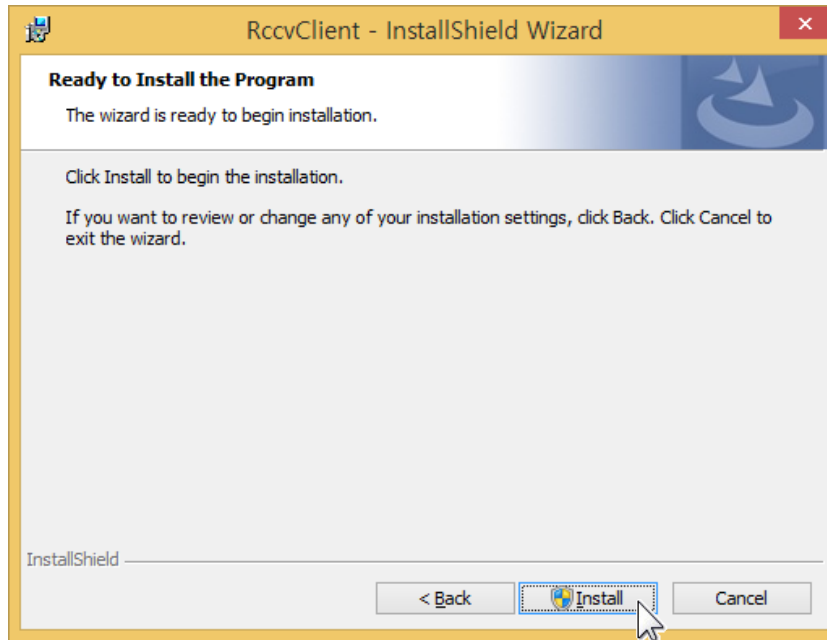 RccvClient - InstallShield Wizard
Ready to Install the Program
The wizard is ready to begin installation.
Click Install to begin the installation.
If you want to review or change any of your installation settings, click Back. Click Cancel to
exit the wizard.
InstallShield
< Back
Install
Cancel